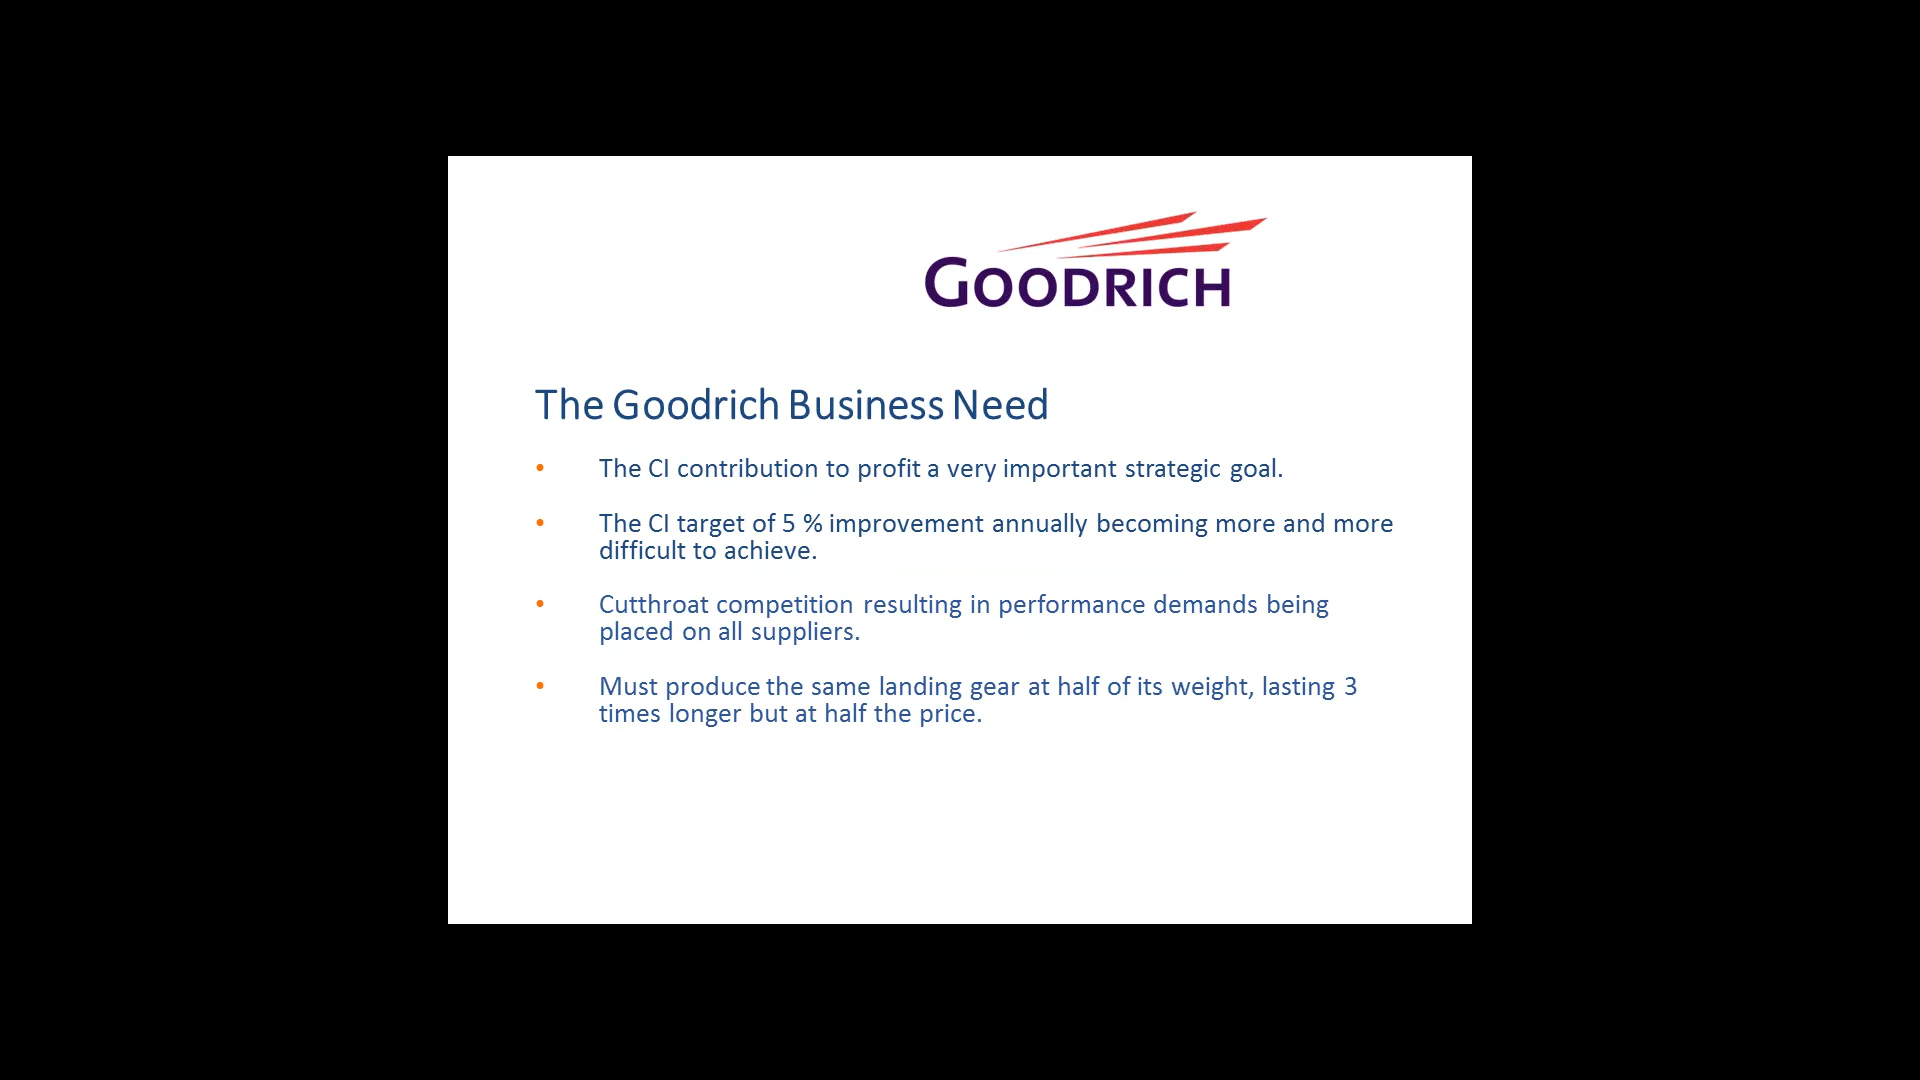 GOODRICH
The Goodrich Business Need
• The CI contribution to profit a very important strategic goal.
• The CI target of 5 % improvement annually becoming more and more
difficult to achieve.
• Cutthroat competition resulting in performance demands being
placed on all suppliers.
• Must produce the same landing gear at half of its weight, lasting 3
times longer but at half the price.